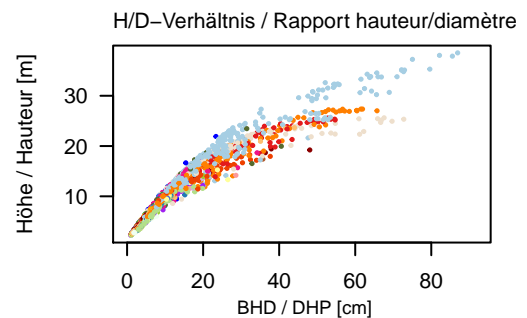 H/D−Verhältnis / Rapport hauteur/diamètre
Höhe / Hauteur [m]
30
20
10
0 20 40 60 80
BHD / DHP [cm]